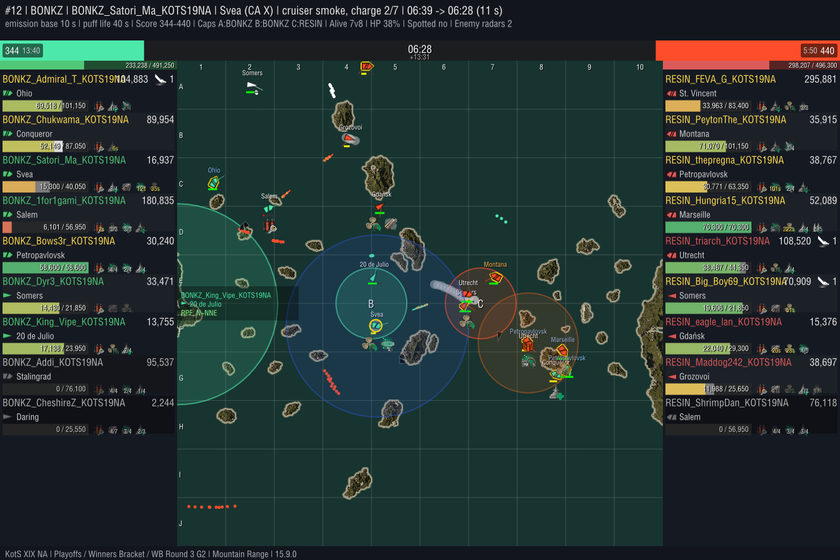 #12 | BONKZ | BONKZ_Satori_Ma_KOTS19NA | Svea (CA X) | cruiser smoke, charge 2/7 | 06:39 -> 06:28 (11 s)
emission base 10 s | puff life 40 s | Score 344-440 | Caps A:BONKZ B:BONKZ C:RESIN | Alive 7v8 | HP 38% | Spotted no | Enemy radars 2
344 13:40
06:28
+13:31
5:50 440
233,238 / 491,250
298,207 / 496,300
1 2 3 4 5 6 7 8 9 10
A
B
C
D
E
F
G
H
I
J
BONKZ_Admiral_T_KOTS19NA
104,883
1
Ohio
BONKZ_Chukwama_KOTS19NA 89,954
Conqueror
52,149 / 87,050
BONKZ_Satori_Ma_KOTS19NA 16,937
Svea
15,300 / 40,050
BONKZ_1for1gami_KOTS19NA 180,835
Salem
6,101 / 56,950
BONKZ_Bows3r_KOTS19NA 30,240
Petropavlovsk
BONKZ_Dyr3_KOTS19NA 33,471
Somers
BONKZ_King_Vipe_KOTS19NA 13,755
20 de Julio
BONKZ_Addi_KOTS19NA 95,537
Stalingrad
0 / 76,100
BONKZ_CheshireZ_KOTS19NA 2,244
Daring
0 / 25,550
RESIN_FEVA_G_KOTS19NA 295,881
St. Vincent
33,963 / 83,400
RESIN_PeytonThe_KOTS19NA 35,915
Montana
RESIN_thepregna_KOTS19NA 38,767
Petropavlovsk
RESIN_Hungria15_KOTS19NA 52,089
Marseille
RESIN_triarch_KOTS19NA 108,520
1
Utrecht
RESIN_Big_Boy69_KOTS19NA
70,909
1
Somers
RESIN_eagle_Ian_KOTS19NA 15,376
Gdańsk
RESIN_Maddog242_KOTS19NA 38,697
Grozovoi
RESIN_ShrimpDan_KOTS19NA 76,118
Salem
0 / 56,950
Somers
Grozovoi
Ohio
Gdańsk
Salem
20 de Julio
Montana
Utrecht
B
C
BONKZ_King_Vipe_KOTS19NA
20 de Julio
Svea
Petropavlovsk
Marseille
KotS XIX NA | Playoffs / Winners Bracket / WB Round 3 G2 | Mountain Range | 15.9.0